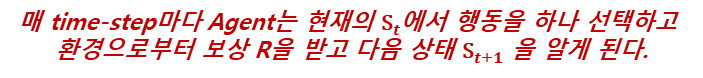 매 time-step마다 Agent는 현재의 S_t에서 행동을 하나 선택하고
환경으로부터 보상 R을 받고 다음 상태 S_{t+1} 을 알게 된다.